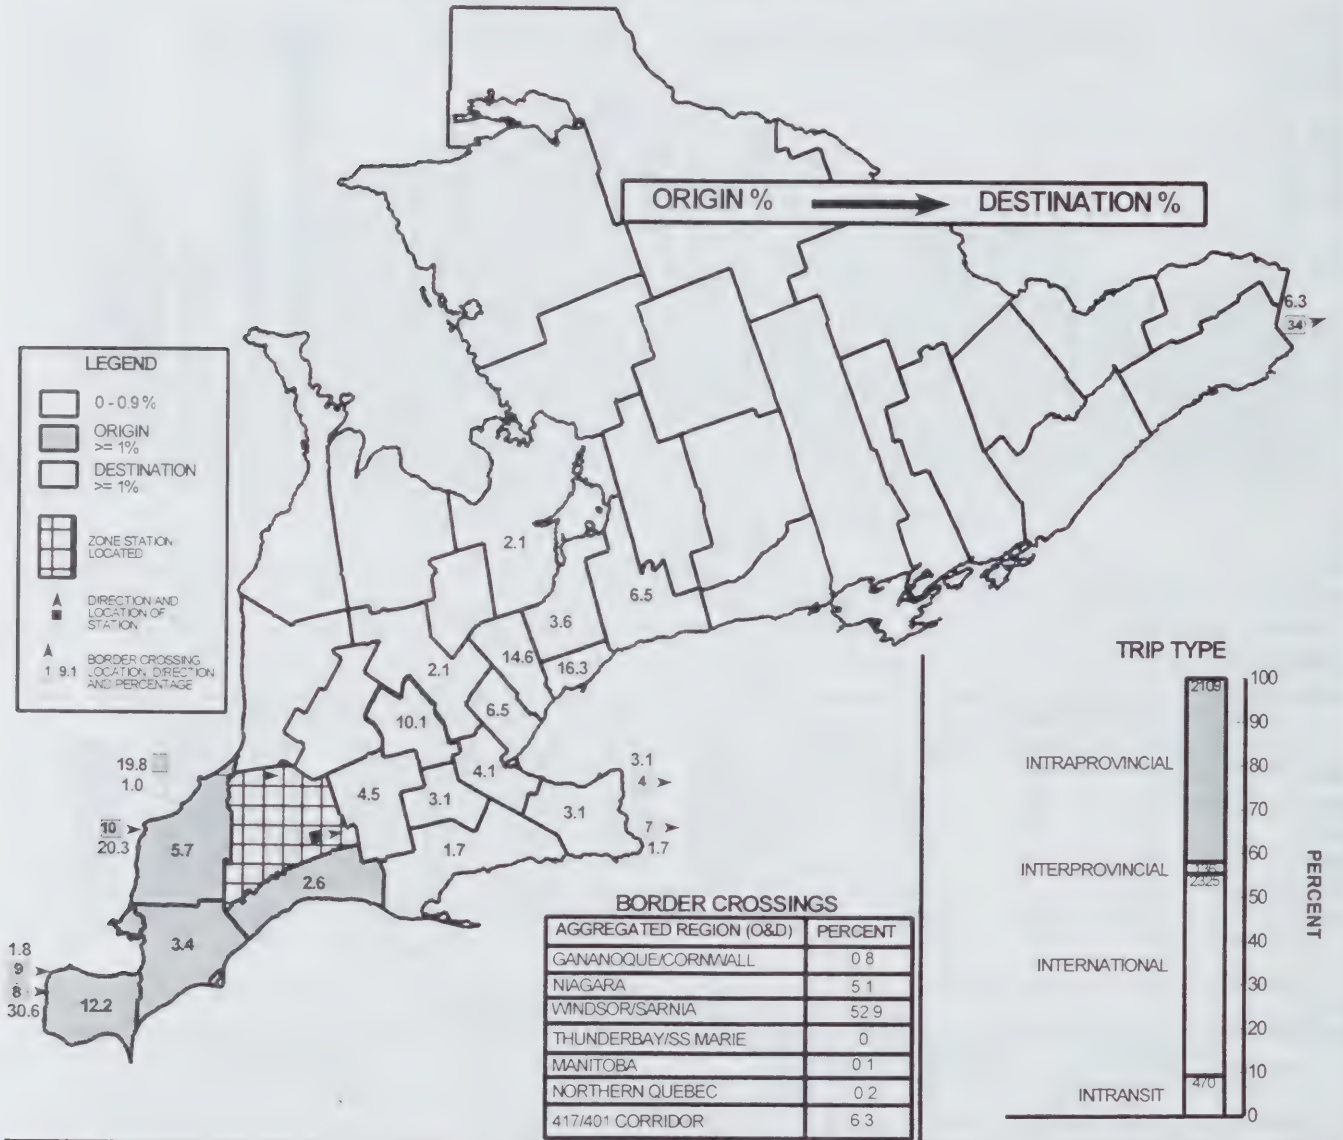 ORIGIN % DESTINATION %
6.3
34
LEGEND
0 - 0.9 %
ORIGIN
>= 1%
DESTINATION
>= 1%
ZONE STATION
LOCATED
DIRECTION AND
LOCATION OF
STATION
1 9.1
BORDER CROSSING
LOCATION, DIRECTION
AND PERCENTAGE
2.1
6.5
3.6
14.6
16.3
2.1
6.5
10.1
4.1
4.5
3.1
3.1
1.7
3.1
4
7
1.7
19.8
1.0
10
20.3
5.7
2.6
3.4
1.8
9
8
30.6
12.2
BORDER CROSSINGS
AGGREGATED REGION (O&D) PERCENT
GANANOQUE/CORNWALL 0 8
NIAGARA 5 1
WINDSOR/SARNIA 52 9
THUNDERBAY/SS MARIE 0
MANITOBA 0 1
NORTHERN QUEBEC 0 2
417/401 CORRIDOR 6 3
TRIP TYPE
2109
100
90
80
INTRAPROVINCIAL
70
60
INTERPROVINCIAL
2325
50
40
INTERNATIONAL
30
20
10
470
INTRANSIT
0
PERCENT